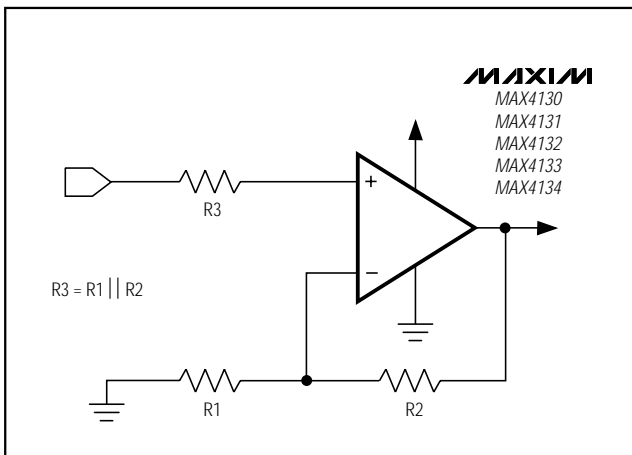 MAXIM
MAX4130
MAX4131
MAX4132
MAX4133
MAX4134
+
R3
−
R3 = R1 || R2
R1
R2